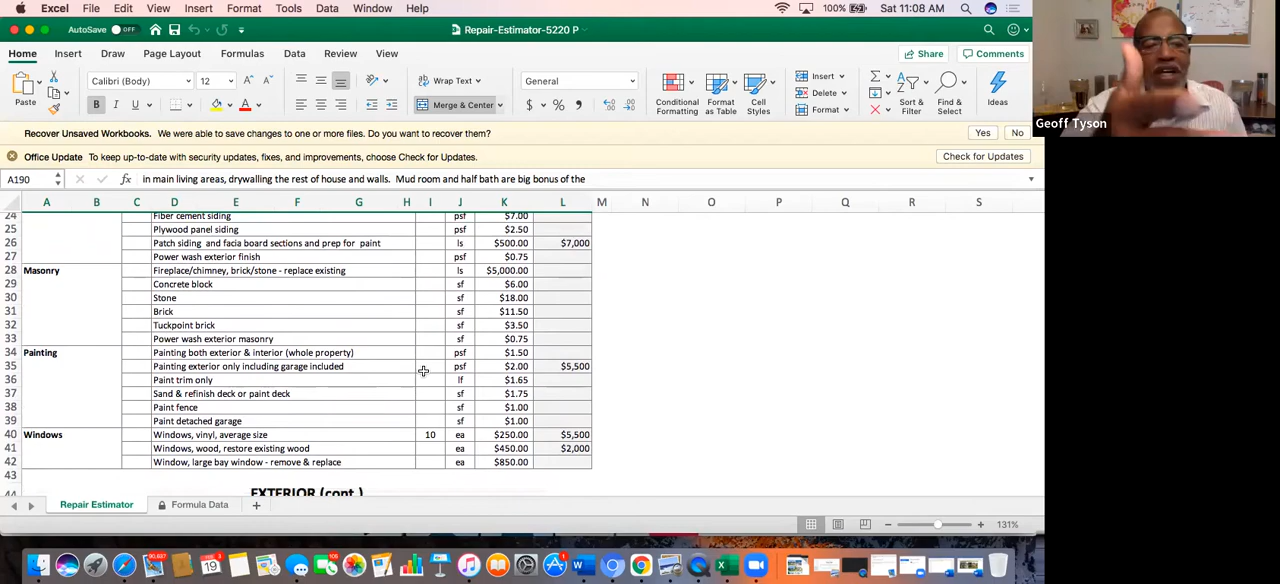 Excel File Edit View Insert Format Tools Data Window Help 100% Sat 11:08 AM
AutoSave OFF Repair-Estimator-5220 P
Home Insert Draw Page Layout Formulas Data Review View Share Comments
Paste Calibri (Body) 12 A A Wrap Text General Conditional Formatting Format as Table Cell Styles Insert Delete Format Sort & Filter Find & Select Ideas
B I U A Merge & Center $ %
Recover Unsaved Workbooks. We were able to save changes to one or more files. Do you want to recover them? Yes No
Office Update To keep up-to-date with security updates, fixes, and improvements, choose Check for Updates. Check for Updates
A190 fx in main living areas, drywalling the rest of house and walls. Mud room and half bath are big bonus of the
A B C D E F G H I J K L M N O P Q R S
24 Fiber cement siding psf $7.00
25 Plywood panel siding psf $2.50
26 Patch siding and facia board sections and prep for paint ls $500.00 $7,000
27 Power wash exterior finish psf $0.75
28 Masonry Fireplace/chimney, brick/stone - replace existing ls $5,000.00
29 Concrete block sf $6.00
30 Stone sf $18.00
31 Brick sf $11.50
32 Tuckpoint brick sf $3.50
33 Power wash exterior masonry sf $0.75
34 Painting Painting both exterior & interior (whole property) psf $1.50
35 Painting exterior only including garage included psf $2.00 $5,500
36 Paint trim only lf $1.65
37 Sand & refinish deck or paint deck sf $1.75
38 Paint fence sf $1.00
39 Paint detached garage sf $1.00
40 Windows Windows, vinyl, average size 10 ea $250.00 $5,500
41 Windows, wood, restore existing wood ea $450.00 $2,000
42 Window, large bay window - remove & replace ea $850.00
43
44 EXTERIOR (cont.)
Repair Estimator Formula Data
131%
Geoff Tyson